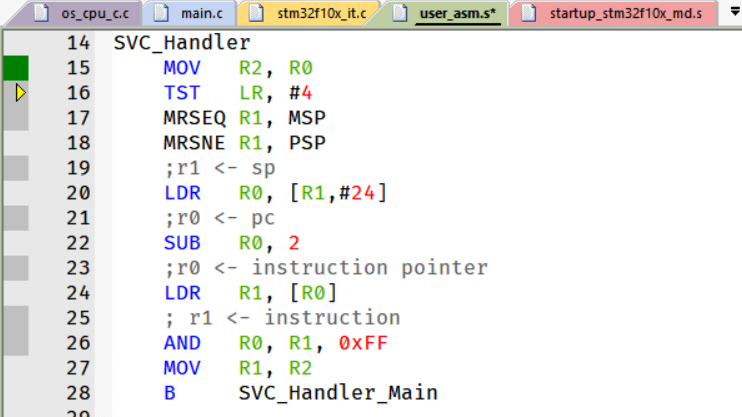 os_cpu_c.c main.c stm32f10x_it.c user_asm.s* startup_stm32f10x_md.s
14 SVC_Handler
15 MOV R2, R0
16 TST LR, #4
17 MRSEQ R1, MSP
18 MRSNE R1, PSP
19 ;r1 <- sp
20 LDR R0, [R1,#24]
21 ;r0 <- pc
22 SUB R0, 2
23 ;r0 <- instruction pointer
24 LDR R1, [R0]
25 ; r1 <- instruction
26 AND R0, R1, 0xFF
27 MOV R1, R2
28 B SVC_Handler_Main